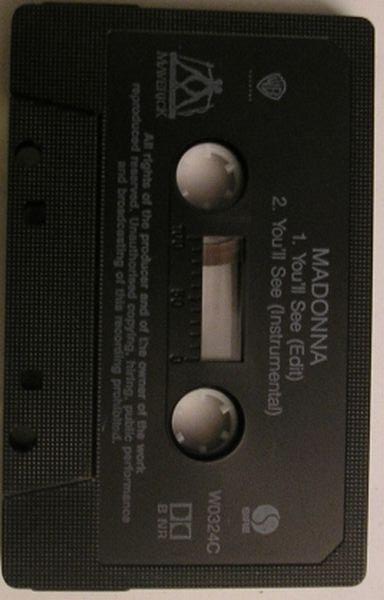 MADONNA
1. You'll See (Edit)
2. You'll See (Instrumental)
WB
SIRE
W0324C
B NR
MAVERICK
100 50 0
All rights of the producer and of the owner of the work
reproduced reserved. Unauthorised copying, hiring, public performance
and broadcasting of this recording prohibited.